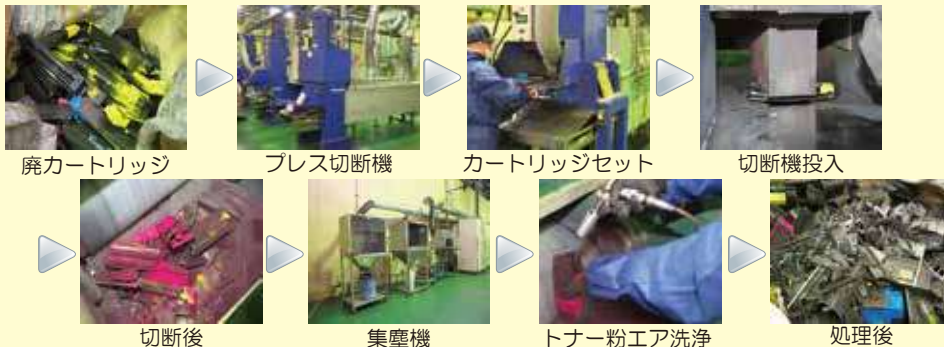 廃カートリッジ
プレス切断機
カートリッジセット
切断機投入
切断後
集塵機
トナー粉エア洗浄
処理後